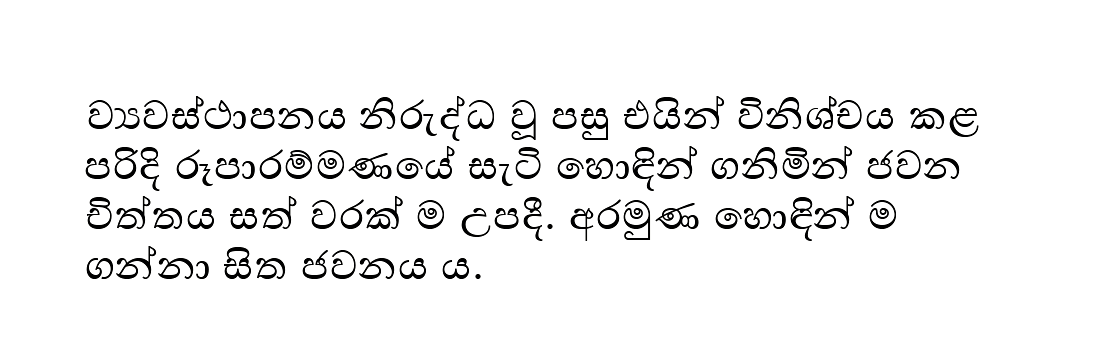 ව්‍යවස්ථාපනය නිරුද්ධ වූ පසු එයින් විනිශ්චය කළ
පරිදි රූපාරම්මණයේ සැටි හොඳින් ගනිමින් ජවන
චිත්තය සත් වරක් ම උපදී. අරමුණ හොඳින් ම
ගන්නා සිත ජවනය ය.